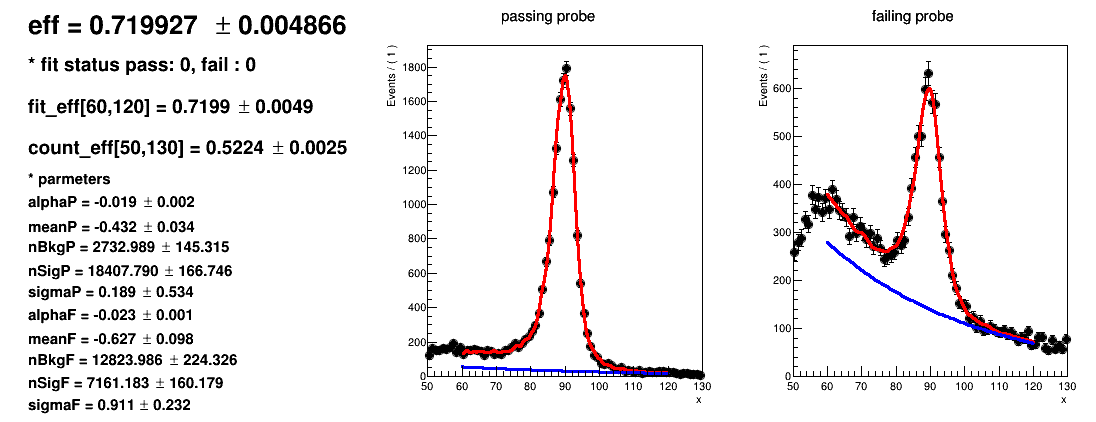 eff = 0.719927 ± 0.004866
* fit status pass: 0, fail : 0
fit_eff[60,120] = 0.7199 ± 0.0049
count_eff[50,130] = 0.5224 ± 0.0025
* parmeters
alphaP = -0.019 ± 0.002
meanP = -0.432 ± 0.034
nBkgP = 2732.989 ± 145.315
nSigP = 18407.790 ± 166.746
sigmaP = 0.189 ± 0.534
alphaF = -0.023 ± 0.001
meanF = -0.627 ± 0.098
nBkgF = 12823.986 ± 224.326
nSigF = 7161.183 ± 160.179
sigmaF = 0.911 ± 0.232
passing probe
Events / ( 1 )
1800
1600
1400
1200
1000
800
600
400
200
0
50 60 70 80 90 100 110 120 130
x
failing probe
Events / ( 1 )
600
500
400
300
200
100
0
50 60 70 80 90 100 110 120 130
x